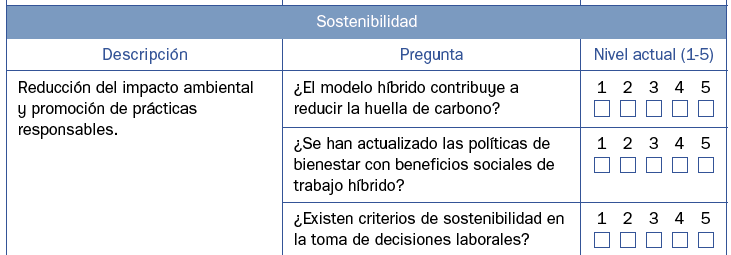 Sostenibilidad
Descripción Pregunta Nivel actual (1-5)
Reducción del impacto ambiental
y promoción de prácticas
responsables.
¿El modelo híbrido contribuye a
reducir la huella de carbono?
1 2 3 4 5
¿Se han actualizado las políticas de
bienestar con beneficios sociales de
trabajo híbrido?
1 2 3 4 5
¿Existen criterios de sostenibilidad en
la toma de decisiones laborales?
1 2 3 4 5